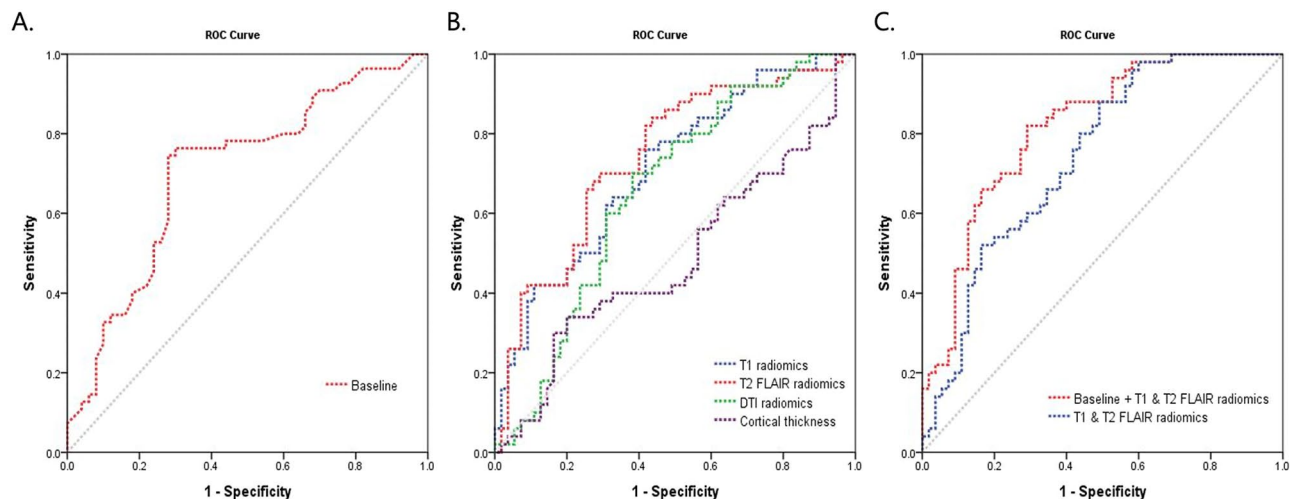 A.
ROC Curve
Sensitivity
1.0
0.8
0.6
0.4
0.2
0.0
0.0 0.2 0.4 0.6 0.8 1.0
1 - Specificity
Baseline
B.
ROC Curve
Sensitivity
1.0
0.8
0.6
0.4
0.2
0.0
0.0 0.2 0.4 0.6 0.8 1.0
1 - Specificity
T1 radiomics
T2 FLAIR radiomics
DTI radiomics
Cortical thickness
C.
ROC Curve
Sensitivity
1.0
0.8
0.6
0.4
0.2
0.0
0.0 0.2 0.4 0.6 0.8 1.0
1 - Specificity
Baseline + T1 & T2 FLAIR radiomics
T1 & T2 FLAIR radiomics